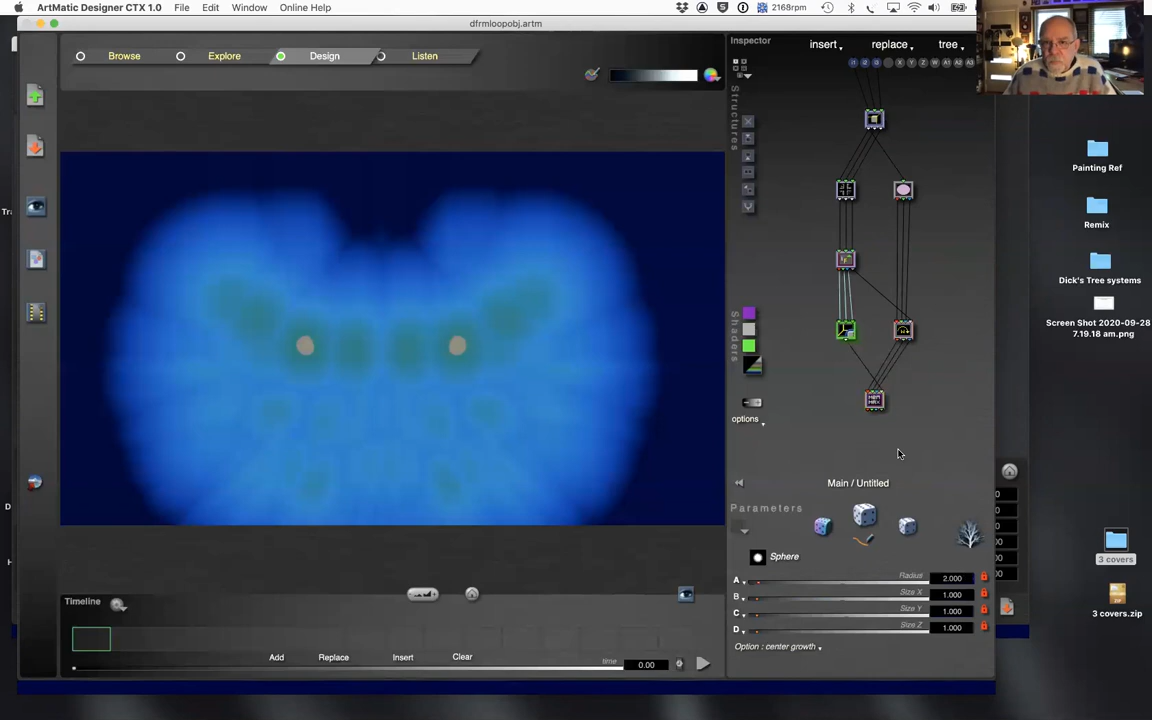 ArtMatic Designer CTX 1.0 File Edit Window Online Help 2168rpm
dfrmloopobj.artm
Browse Explore Design Listen
Inspector insert replace tree
X Y Z W A1 A2 A3
Structures
Painting Ref
Remix
Dick's Tree systems
Screen Shot 2020-09-28
7.19.18 am.png
Shaders
options
Main / Untitled
Parameters
Sphere
A Radius 2.000
B Size X 1.000
C Size Y 1.000
D Size Z 1.000
Option : center growth
3 covers
3 covers.zip
Timeline
Add Replace Insert Clear
time 0.00